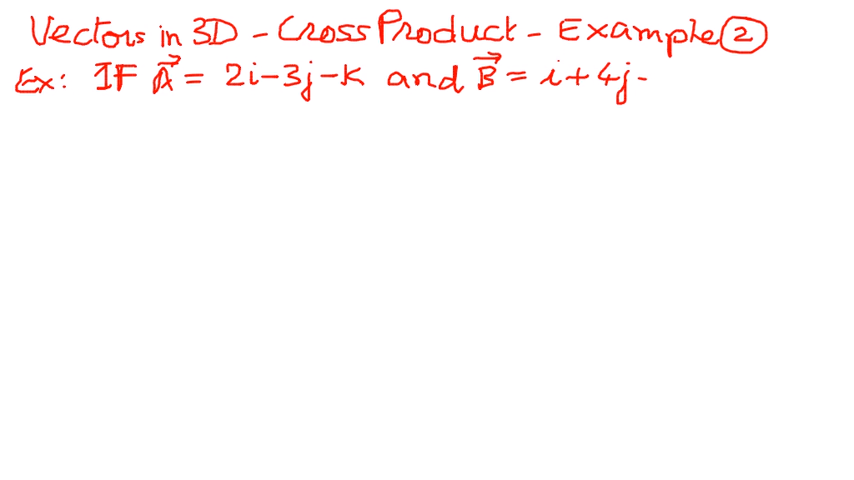 Vectors in 3D - Cross Product - Example 2
Ex: IF A⃗ = 2i-3j-k and B⃗ = i+4j-